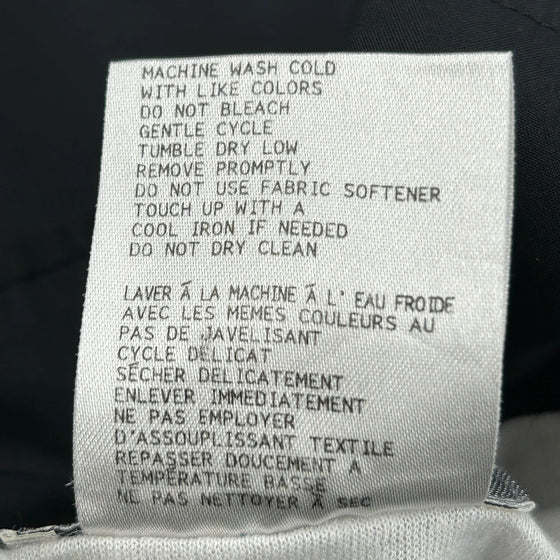 MACHINE WASH COLD
WITH LIKE COLORS
DO NOT BLEACH
GENTLE CYCLE
TUMBLE DRY LOW
REMOVE PROMPTLY
DO NOT USE FABRIC SOFTENER
TOUCH UP WITH A
COOL IRON IF NEEDED
DO NOT DRY CLEAN

LAVER Ā LA MACHINE Ā L' EAU FROIDE
AVEC LES MEMES COULEURS AU
PAS DE JAVELISANT
CYCLE DÉLICAT
SÉCHER DÉLICATEMENT
ENLEVER IMMEDIATEMENT
NE PAS EMPLOYER
D'ASSOUPLISSANT TEXTILE
REPASSER DOUCEMENT A
TEMPÉRATURE BASSE
NE PAS NETTOYER À SEC